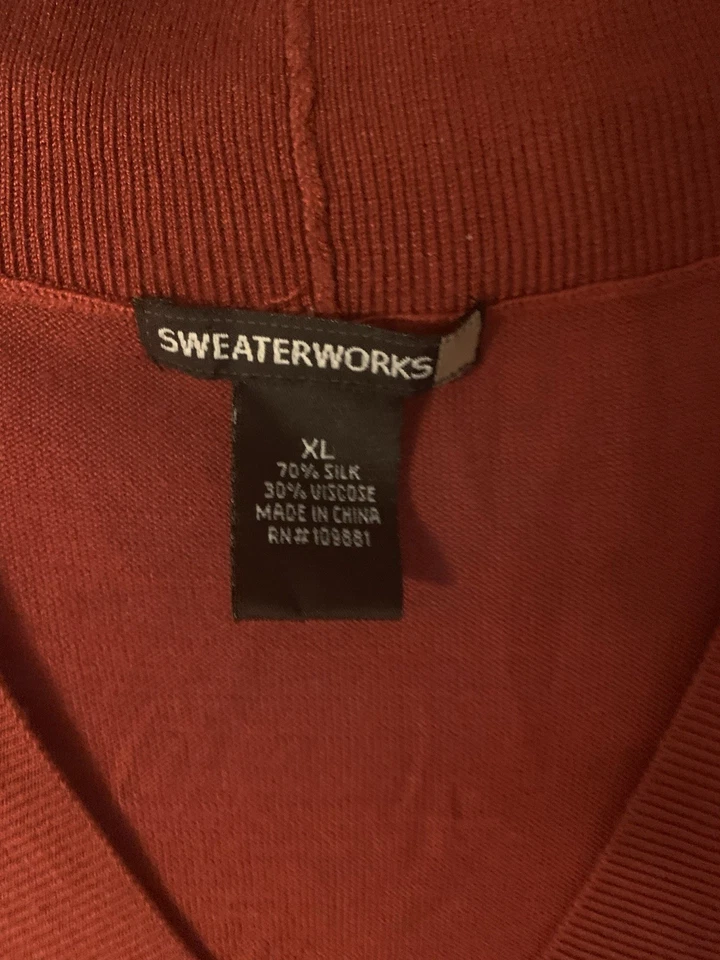 SWEATERWORKS
XL
70% SILK
30% VISCOSE
MADE IN CHINA
RN#109881